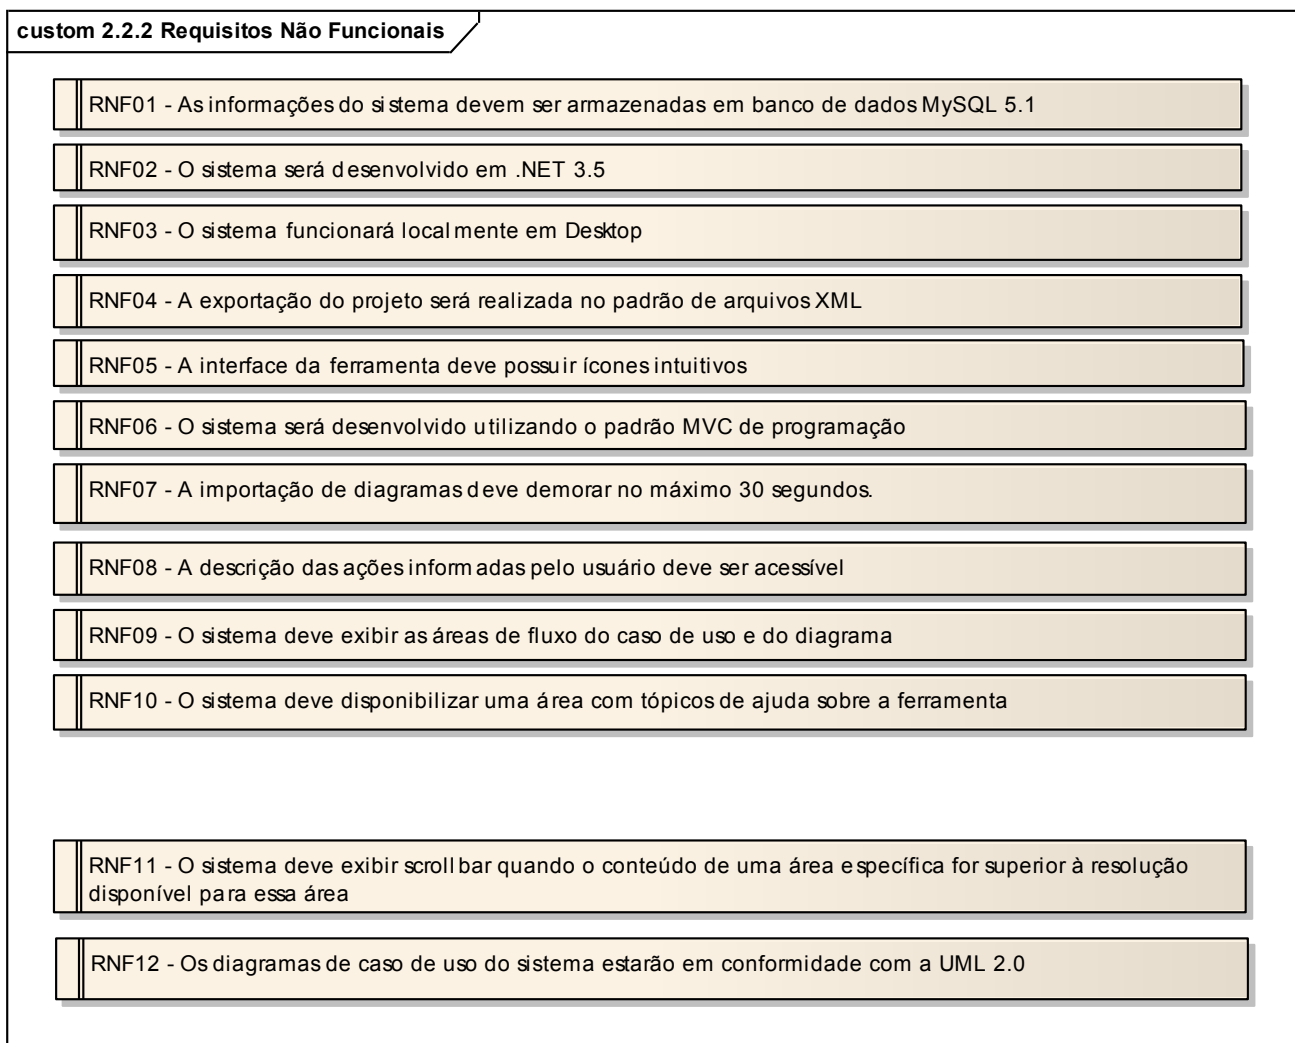 custom 2.2.2 Requisitos Não Funcionais
RNF01 - As informações do sistema devem ser armazenadas em banco de dados MySQL 5.1
RNF02 - O sistema será desenvolvido em .NET 3.5
RNF03 - O sistema funcionará localmente em Desktop
RNF04 - A exportação do projeto será realizada no padrão de arquivos XML
RNF05 - A interface da ferramenta deve possuir ícones intuitivos
RNF06 - O sistema será desenvolvido utilizando o padrão MVC de programação
RNF07 - A importação de diagramas deve demorar no máximo 30 segundos.
RNF08 - A descrição das ações informadas pelo usuário deve ser acessível
RNF09 - O sistema deve exibir as áreas de fluxo do caso de uso e do diagrama
RNF10 - O sistema deve disponibilizar uma área com tópicos de ajuda sobre a ferramenta
RNF11 - O sistema deve exibir scroll bar quando o conteúdo de uma área específica for superior à resolução
disponível para essa área
RNF12 - Os diagramas de caso de uso do sistema estarão em conformidade com a UML 2.0